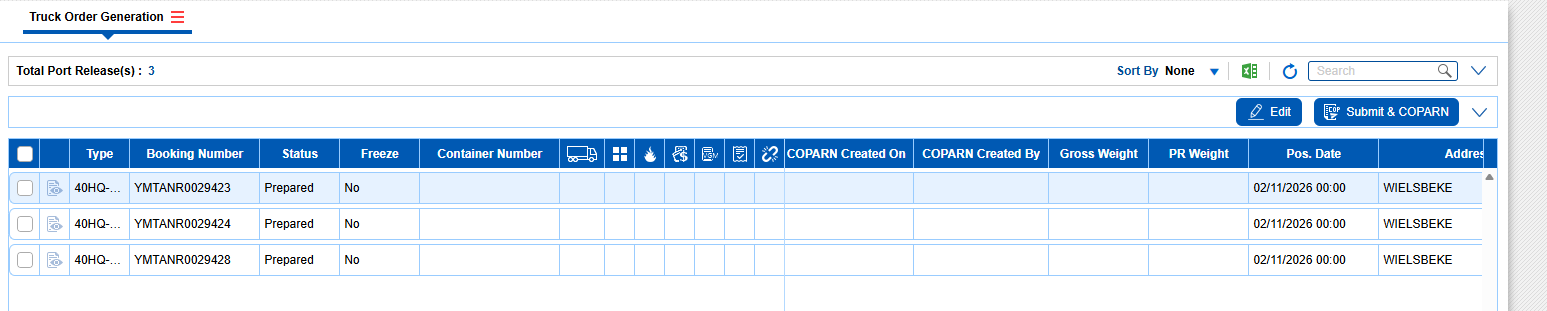 Truck Order Generation
Total Port Release(s) : 3 Sort By None Search
Edit Submit & COPARN
Type Booking Number Status Freeze Container Number VGM COPARN Created On COPARN Created By Gross Weight PR Weight Pos. Date Addres
40HQ-... YMTANR0029423 Prepared No 02/11/2026 00:00 WIELSBEKE
40HQ-... YMTANR0029424 Prepared No 02/11/2026 00:00 WIELSBEKE
40HQ-... YMTANR0029428 Prepared No 02/11/2026 00:00 WIELSBEKE